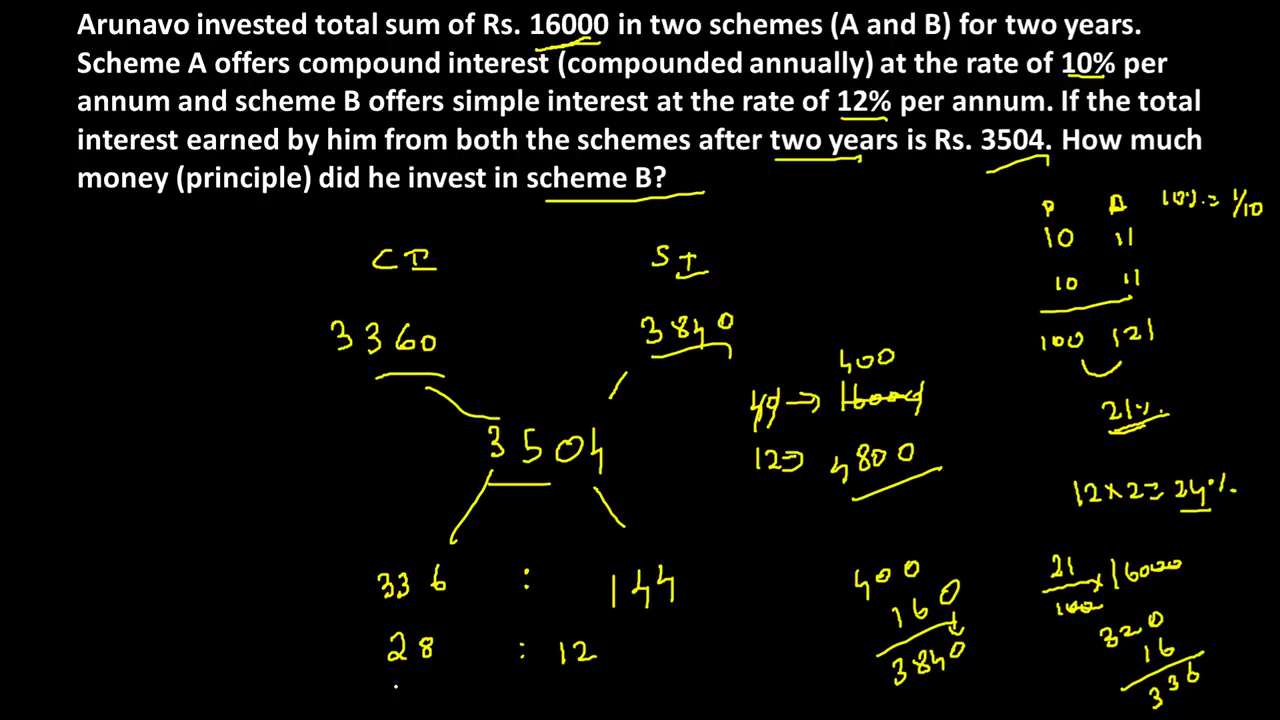 Arunavo invested total sum of Rs. 16000 in two schemes (A and B) for two years.
Scheme A offers compound interest (compounded annually) at the rate of 10% per
annum and scheme B offers simple interest at the rate of 12% per annum. If the total
interest earned by him from both the schemes after two years is Rs. 3504. How much
money (principle) did he invest in scheme B?
P A 10% = 1/10
10 11
10 11
100 121
21%
12 × 2 = 24%
21/100 × 16000
320
16
336
CI SI
3360 3840
3504
336 : 144
28 : 12
400
40 → 16000
12 ⇒ 4800
400
160
3840